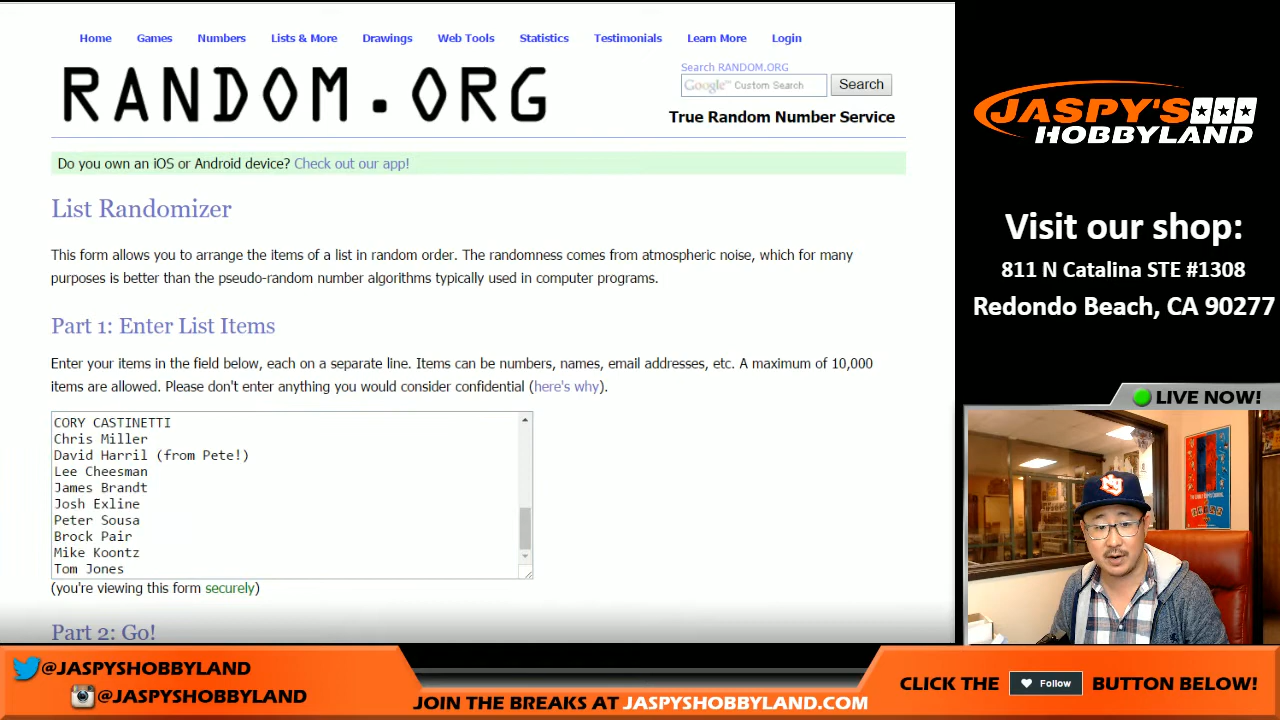 Home Games Numbers Lists & More Drawings Web Tools Statistics Testimonials Learn More Login
RANDOM.ORG
Search RANDOM.ORG
Google™ Custom Search Search
True Random Number Service
Do you own an iOS or Android device? Check out our app!
List Randomizer
This form allows you to arrange the items of a list in random order. The randomness comes from atmospheric noise, which for many
purposes is better than the pseudo-random number algorithms typically used in computer programs.
Part 1: Enter List Items
Enter your items in the field below, each on a separate line. Items can be numbers, names, email addresses, etc. A maximum of 10,000
items are allowed. Please don't enter anything you would consider confidential (here's why).
CORY CASTINETTI
Chris Miller
David Harril (from Pete!)
Lee Cheesman
James Brandt
Josh Exline
Peter Sousa
Brock Pair
Mike Koontz
Tom Jones
(you're viewing this form securely)
Part 2: Go!
JASPY'S
HOBBYLAND
Visit our shop:
811 N Catalina STE #1308
Redondo Beach, CA 90277
LIVE NOW!
@JASPYSHOBBYLAND
@JASPYSHOBBYLAND
JOIN THE BREAKS AT JASPYSHOBBYLAND.COM
CLICK THE Follow BUTTON BELOW!